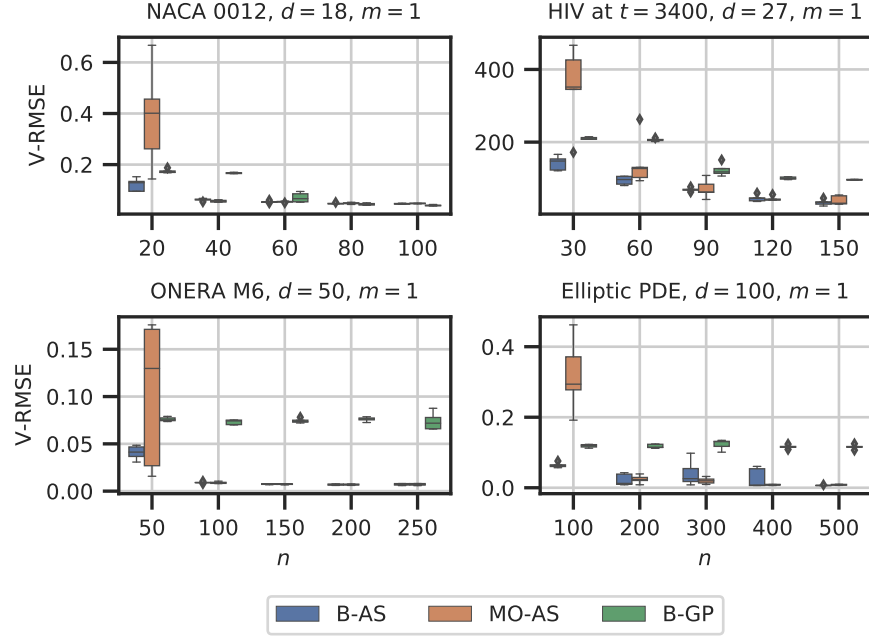 NACA 0012, d = 18, m = 1
HIV at t = 3400, d = 27, m = 1
V-RMSE
0.6
0.4
0.2
20
40
60
80
100
400
200
30
60
90
120
150
ONERA M6, d = 50, m = 1
Elliptic PDE, d = 100, m = 1
V-RMSE
0.15
0.10
0.05
0.00
50
100
150
200
250
n
0.4
0.2
0.0
100
200
300
400
500
n
B-AS
MO-AS
B-GP